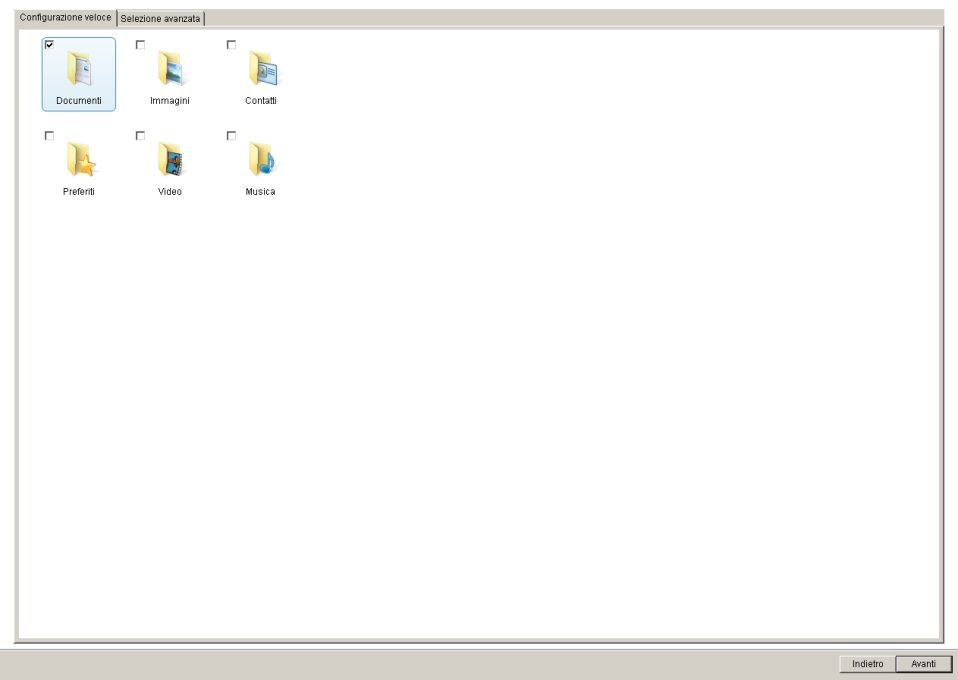 Configurazione veloce Selezione avanzata
Documenti Immagini Contatti
Preferiti Video Musica
Indietro Avanti